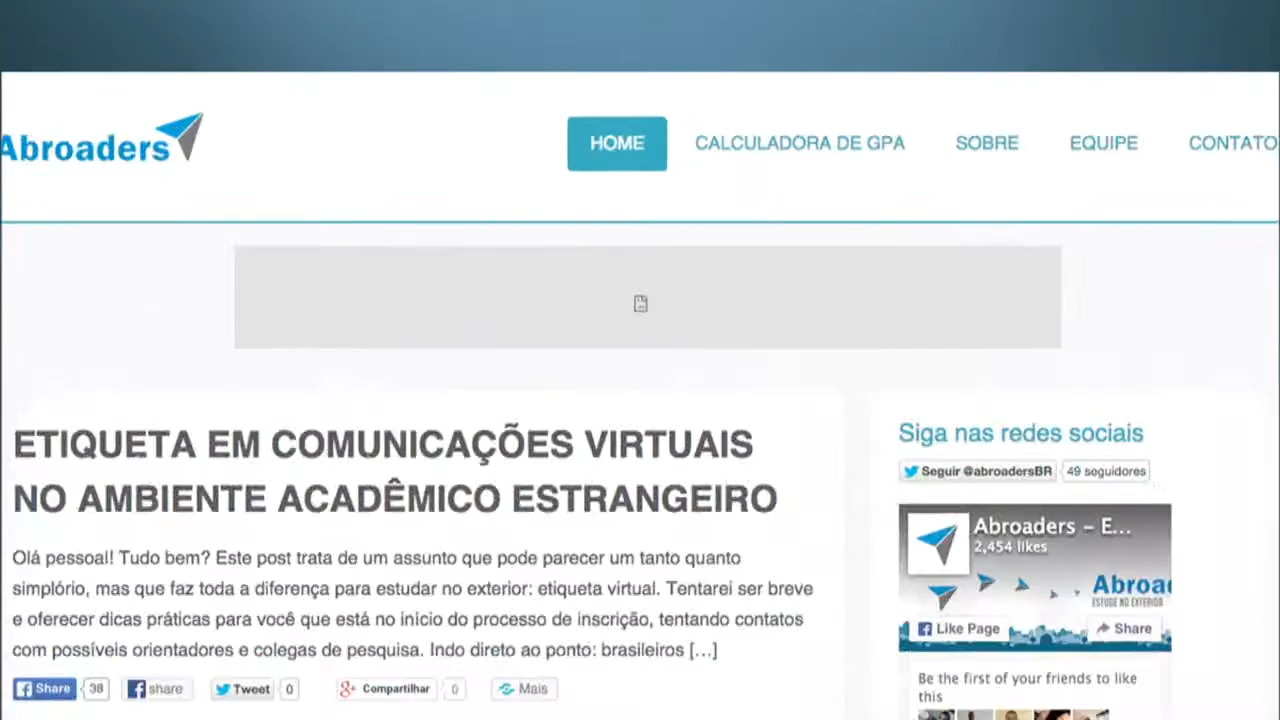 Abroaders
HOME
CALCULADORA DE GPA
SOBRE
EQUIPE
CONTATO
ETIQUETA EM COMUNICAÇÕES VIRTUAIS
NO AMBIENTE ACADÊMICO ESTRANGEIRO
Olá pessoal! Tudo bem? Este post trata de um assunto que pode parecer um tanto quanto
simplório, mas que faz toda a diferença para estudar no exterior: etiqueta virtual. Tentarei ser breve
e oferecer dicas práticas para você que está no início do processo de inscrição, tentando contatos
com possíveis orientadores e colegas de pesquisa. Indo direto ao ponto: brasileiros [...]
Share 38 share Tweet 0 Compartilhar 0 Mais
Siga nas redes sociais
Seguir @abroadersBR 49 seguidores
Abroaders - E...
2,454 likes
Abroa
ESTUDE NO EXTERIOR
Like Page Share
Be the first of your friends to like
this